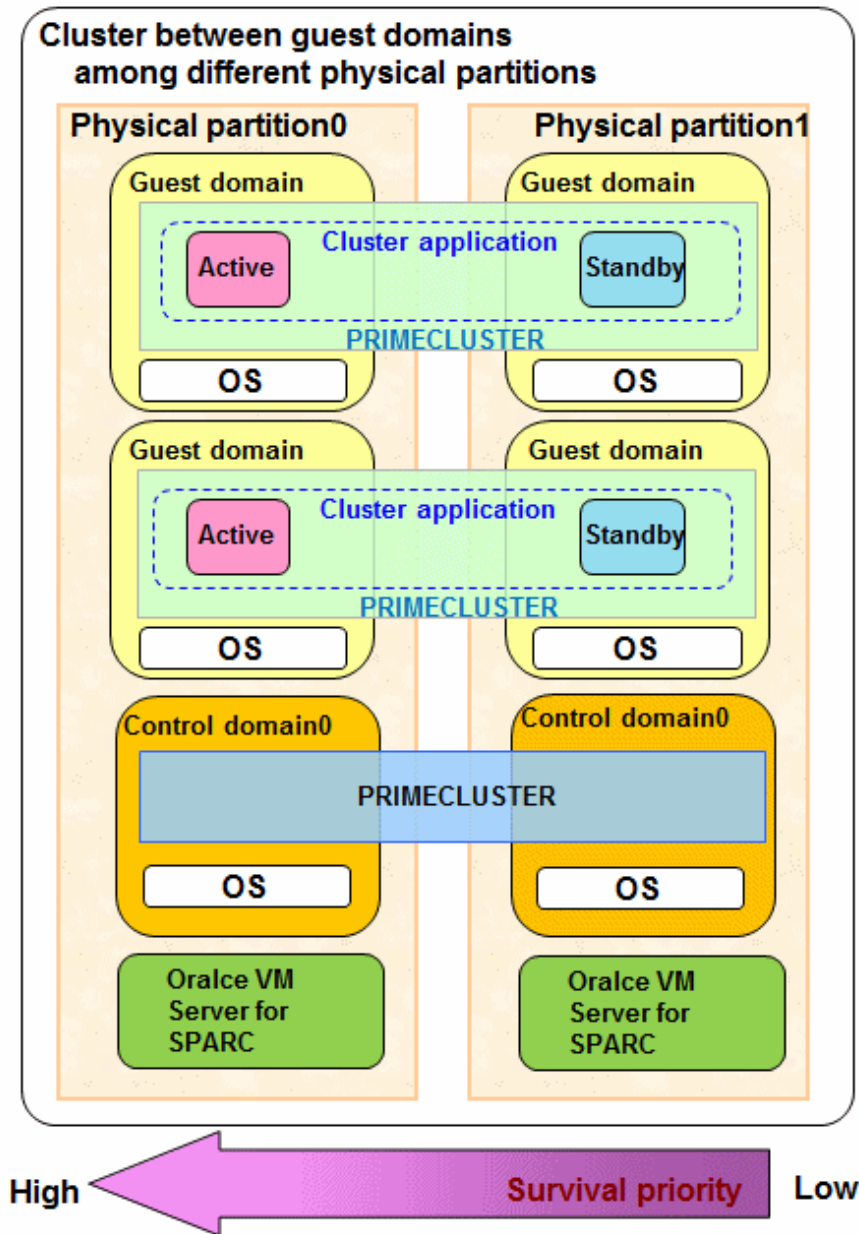 Cluster between guest domains
among different physical partitions
Physical partition0
Physical partition1
Guest domain
Guest domain
Cluster application
Active
Standby
PRIMECLUSTER
OS
OS
Guest domain
Guest domain
Cluster application
Active
Standby
PRIMECLUSTER
OS
OS
Control domain0
Control domain0
PRIMECLUSTER
OS
OS
Oralce VM
Server for
SPARC
Oralce VM
Server for
SPARC
High
Survival priority
Low